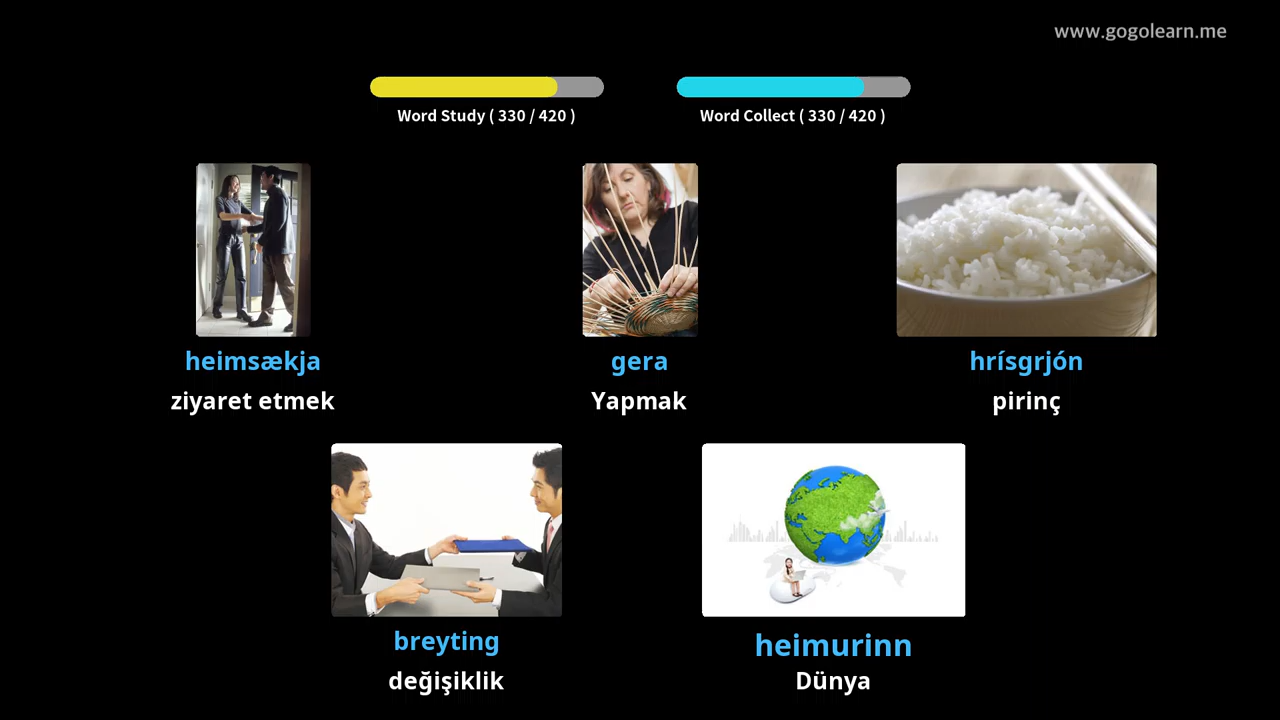 www.gogolearn.me
Word Study ( 330 / 420 )
Word Collect ( 330 / 420 )
heimsækja
ziyaret etmek
gera
Yapmak
hrísgrjón
pirinç
breyting
değişiklik
heimurinn
Dünya